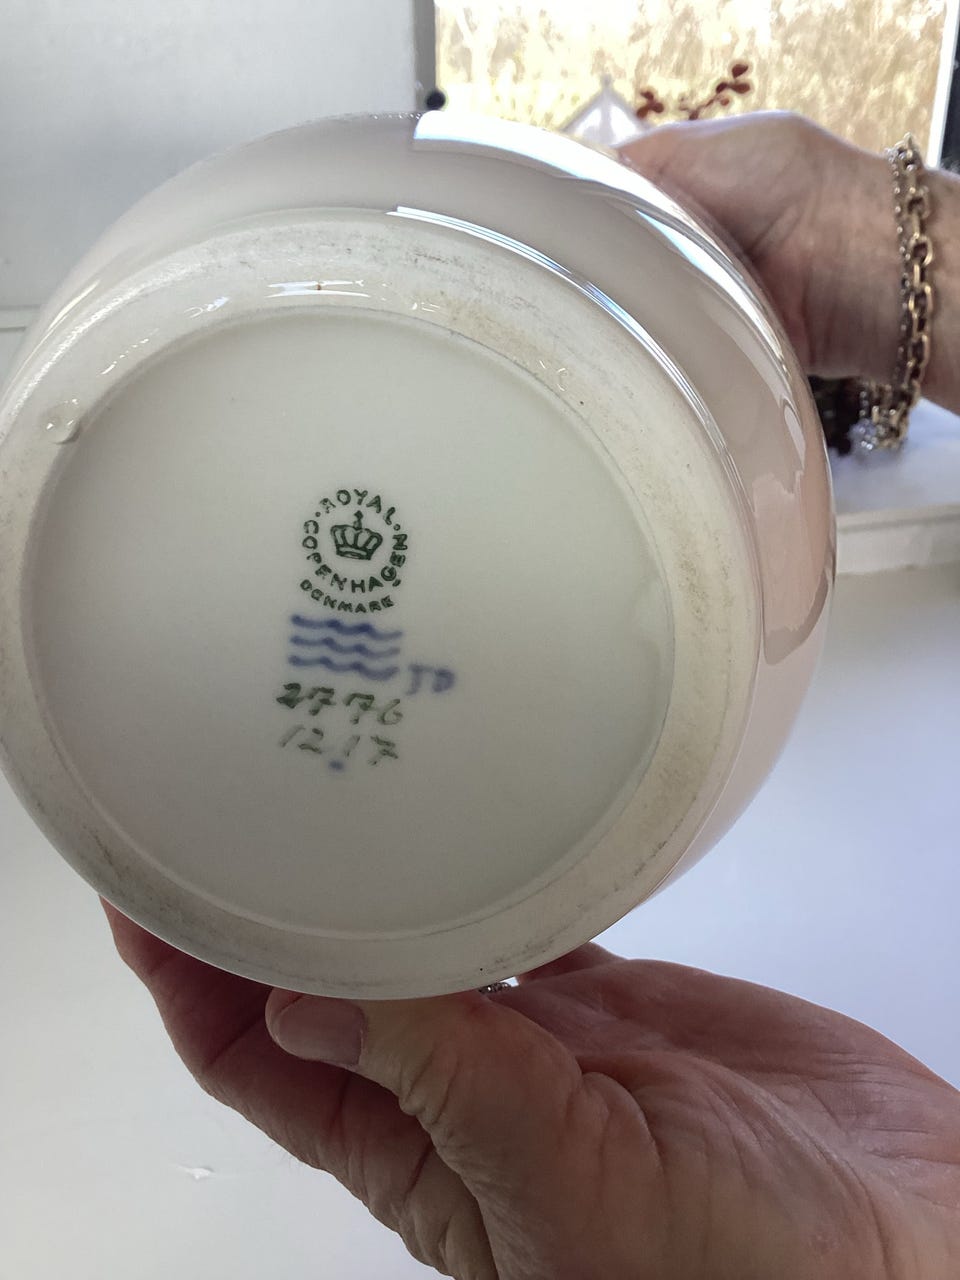 ROYAL COPENHAGEN
DENMARK
JD
2776
1217